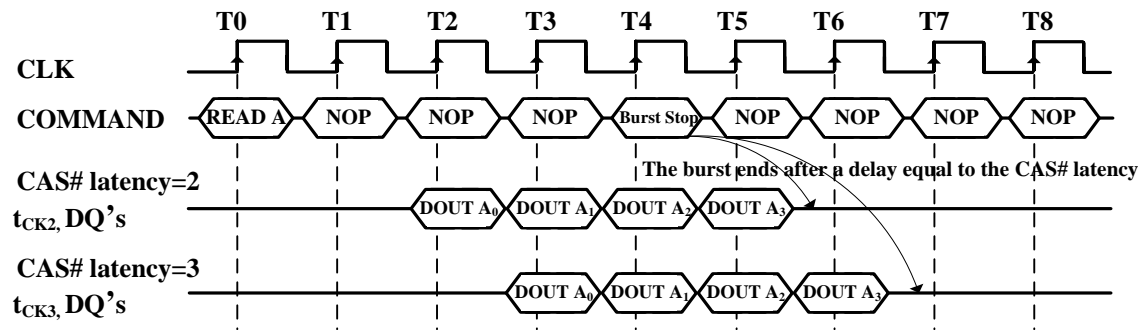 T0 T1 T2 T3 T4 T5 T6 T7 T8
CLK
COMMAND READ A NOP NOP NOP Burst Stop NOP NOP NOP NOP
The burst ends after a delay equal to the CAS# latency
CAS# latency=2
tCK2, DQ's DOUT A0 DOUT A1 DOUT A2 DOUT A3
CAS# latency=3
tCK3, DQ's DOUT A0 DOUT A1 DOUT A2 DOUT A3